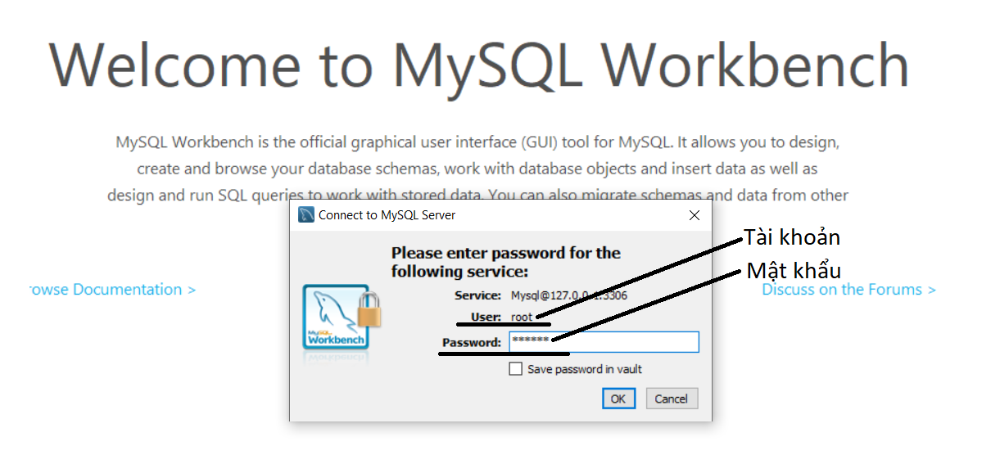 Welcome to MySQL Workbench
MySQL Workbench is the official graphical user interface (GUI) tool for MySQL. It allows you to design,
create and browse your database schemas, work with database objects and insert data as well as
design and run SQL queries to work with stored data. You can also migrate schemas and data from other
Connect to MySQL Server
Please enter password for the
following service:
Service: Mysql@127.0.0.1:3306
User: root
Password: ******
Save password in vault
OK Cancel
MySQL
Workbench
Tài khoản
Mật khẩu
rowse Documentation >
Discuss on the Forums >